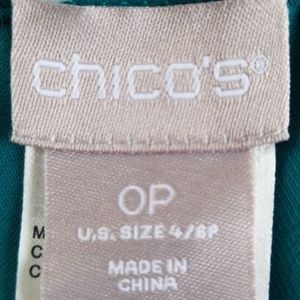 chico's®
0P
U.S. SIZE 4/6P
MADE IN
CHINA
M
C
C